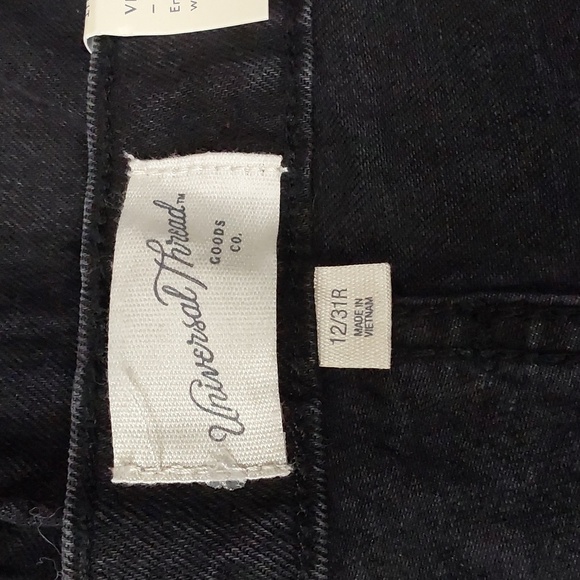 Universal Thread™
GOODS
CO.
12/31R
MADE IN
VIETNAM